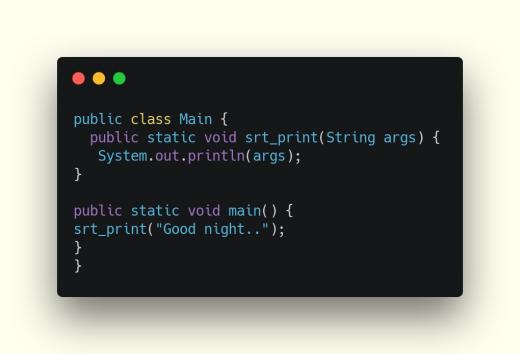 public class Main {
  public static void srt_print(String args) {
   System.out.println(args);
}

public static void main() {
srt_print("Good night..");
}
}